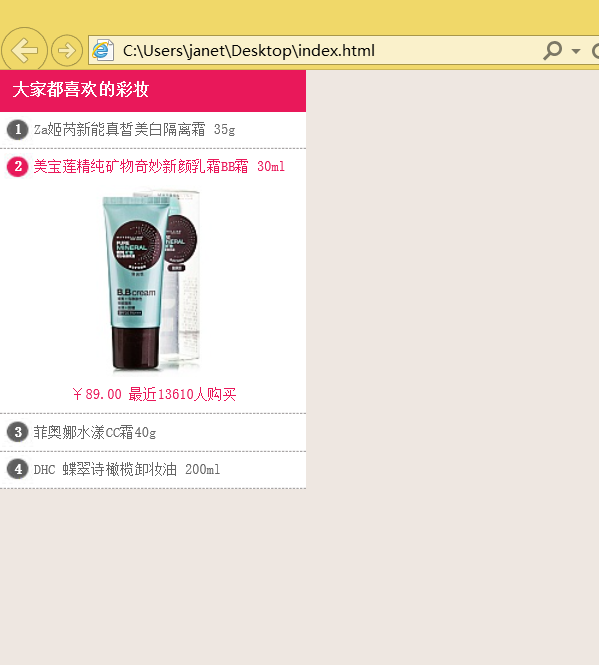 C:\Users\janet\Desktop\index.html
大家都喜欢的彩妆
1 Za姬芮新能真皙美白隔离霜 35g
2 美宝莲精纯矿物奇妙新颜乳霜BB霜 30ml
PURE
MINERAL
B.B cream
￥89.00 最近13610人购买
3 菲奥娜水漾CC霜40g
4 DHC 蝶翠诗橄榄卸妆油 200ml